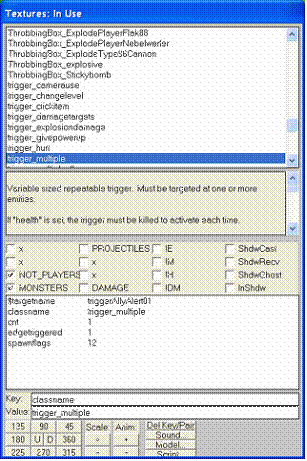 Textures: In Use
ThrobbingBox_ExplodePlayerFlak88
ThrobbingBox_ExplodePlayerNebelwerfer
ThrobbingBox_ExplodeType96Cannon
ThrobbingBox_explosive
ThrobbingBox_Stickybomb
trigger_camerause
trigger_changelevel
trigger_clickitem
trigger_damagetargets
trigger_explosiondamage
trigger_givepowerup
trigger_hurt
trigger_multiple
Variable sized repeatable trigger. Must be targeted at one or more
entities.
If "health" is set, the trigger must be killed to activate each time.
x PROJECTILES !E ShdwCast
x x !M ShdwRecv
NOT_PLAYERS x !H ShdwGhost
MONSTERS DAMAGE !DM InShdw
$targetname triggerAllyAlert01
classname trigger_multiple
cnt 1
edgetriggered 1
spawnflags 12
Key: classname
Value: trigger_multiple
135 90 45 Scale Anim Del Key/Pair
180 U D 360 - + Sound...
Model...
225 270 315 Script...